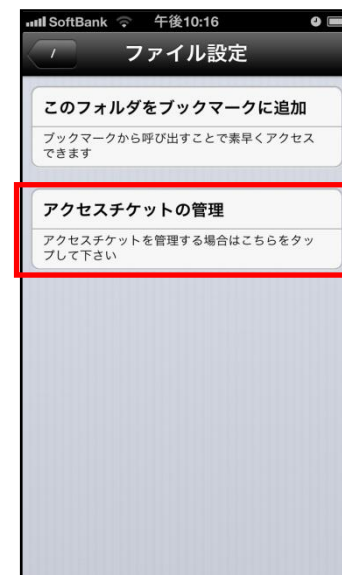 SoftBank 午後10:16
/ ファイル設定
このフォルダをブックマークに追加
ブックマークから呼び出すことで素早くアクセス
できます
アクセスチケットの管理
アクセスチケットを管理する場合はこちらをタッ
プして下さい